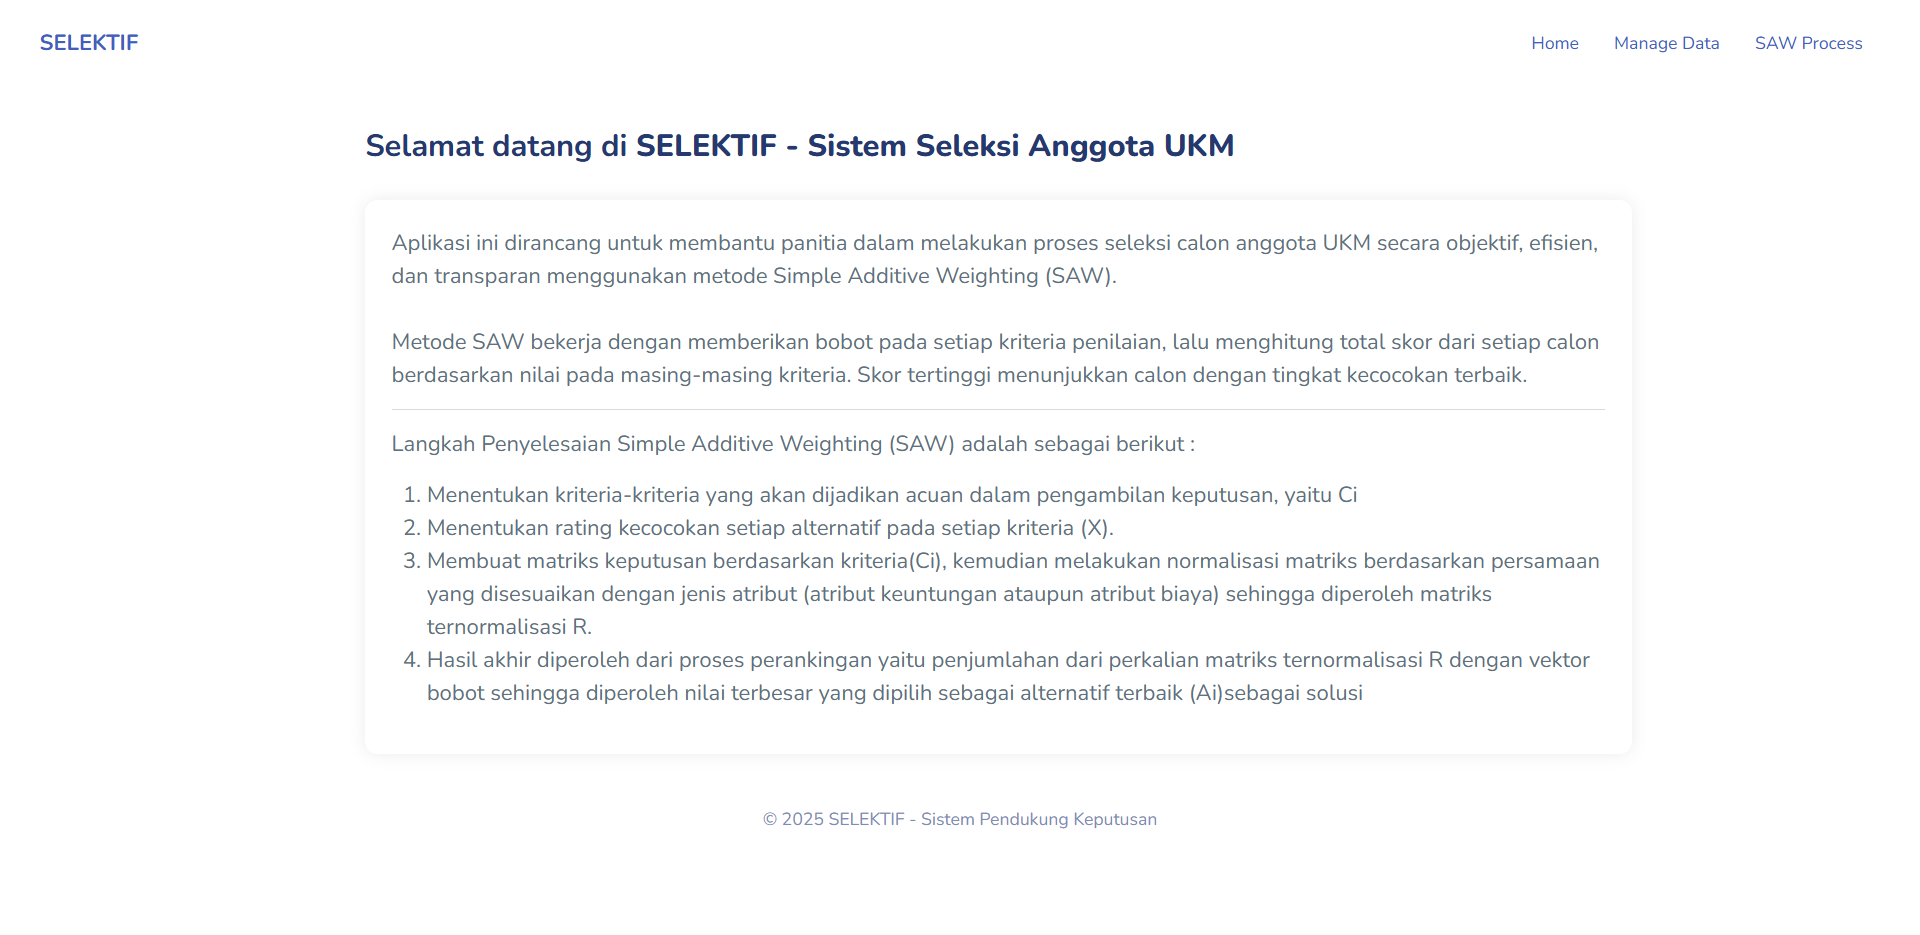 SELEKTIF
Home
Manage Data
SAW Process
Selamat datang di SELEKTIF - Sistem Seleksi Anggota UKM
Aplikasi ini dirancang untuk membantu panitia dalam melakukan proses seleksi calon anggota UKM secara objektif, efisien,
dan transparan menggunakan metode Simple Additive Weighting (SAW).
Metode SAW bekerja dengan memberikan bobot pada setiap kriteria penilaian, lalu menghitung total skor dari setiap calon
berdasarkan nilai pada masing-masing kriteria. Skor tertinggi menunjukkan calon dengan tingkat kecocokan terbaik.
Langkah Penyelesaian Simple Additive Weighting (SAW) adalah sebagai berikut :
1. Menentukan kriteria-kriteria yang akan dijadikan acuan dalam pengambilan keputusan, yaitu Ci
2. Menentukan rating kecocokan setiap alternatif pada setiap kriteria (X).
3. Membuat matriks keputusan berdasarkan kriteria(Ci), kemudian melakukan normalisasi matriks berdasarkan persamaan
yang disesuaikan dengan jenis atribut (atribut keuntungan ataupun atribut biaya) sehingga diperoleh matriks
ternormalisasi R.
4. Hasil akhir diperoleh dari proses perankingan yaitu penjumlahan dari perkalian matriks ternormalisasi R dengan vektor
bobot sehingga diperoleh nilai terbesar yang dipilih sebagai alternatif terbaik (Ai)sebagai solusi
© 2025 SELEKTIF - Sistem Pendukung Keputusan